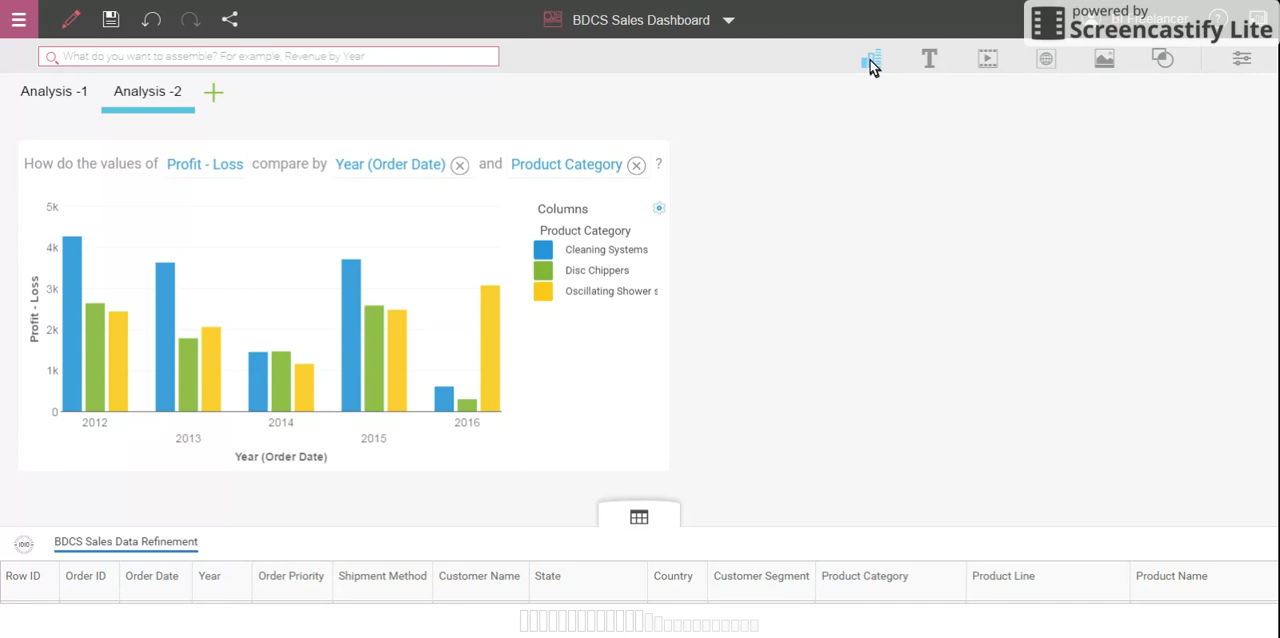 BDCS Sales Dashboard
powered by
Screencastify Lite
What do you want to assemble? For example, Revenue by Year
Analysis -1 Analysis -2
How do the values of Profit - Loss compare by Year (Order Date) and Product Category ?
Columns
Product Category
Cleaning Systems
Disc Chippers
Oscillating Shower s
5k
4k
3k
2k
1k
0
Profit - Loss
2012 2013 2014 2015 2016
Year (Order Date)
BDCS Sales Data Refinement
Row ID Order ID Order Date Year Order Priority Shipment Method Customer Name State Country Customer Segment Product Category Product Line Product Name